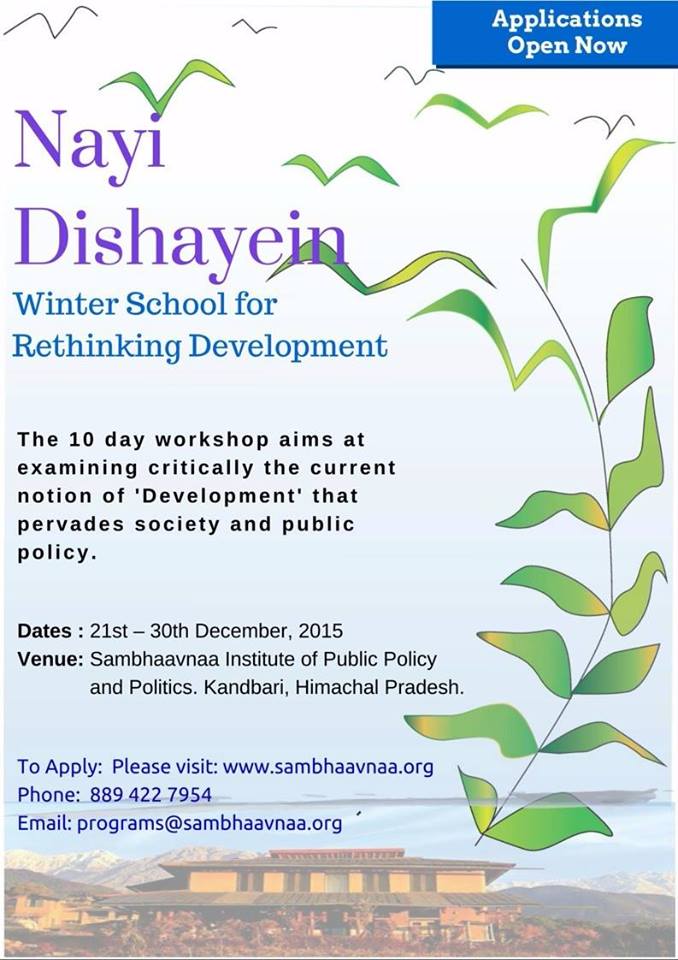 Applications
Open Now
Nayi
Dishayein
Winter School for
Rethinking Development
The 10 day workshop aims at
examining critically the current
notion of 'Development' that
pervades society and public
policy.
Dates : 21st – 30th December, 2015
Venue: Sambhaavnaa Institute of Public Policy
and Politics. Kandbari, Himachal Pradesh.
To Apply: Please visit: www.sambhaavnaa.org
Phone: 889 422 7954
Email: programs@sambhaavnaa.org